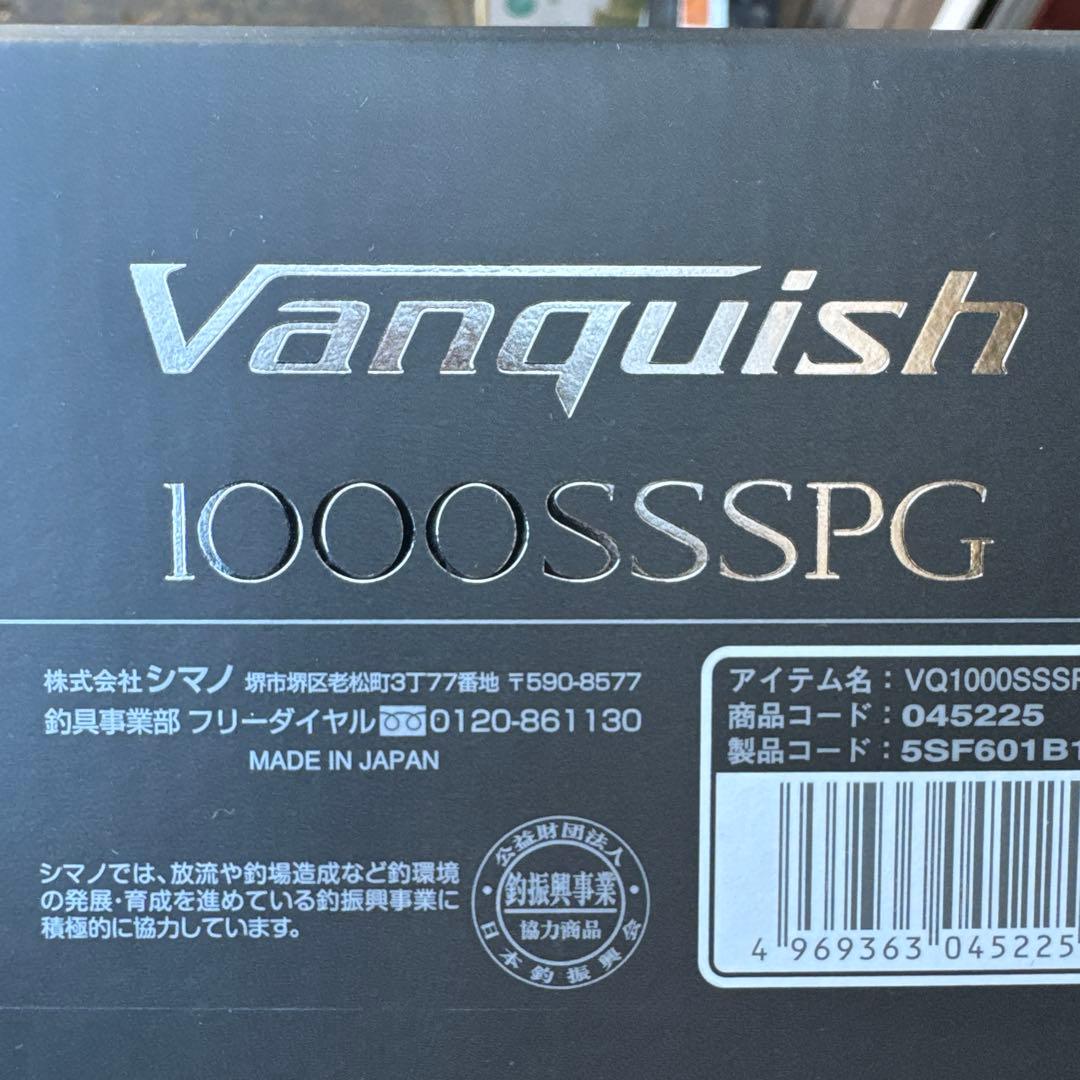 Vanquish
1000SSSPG
株式会社シマノ 堺市堺区老松町3丁77番地 〒590-8577
釣具事業部 フリーダイヤル 0120-861130
MADE IN JAPAN
シマノでは、放流や釣場造成など釣環境
の発展・育成を進めている釣振興事業に
積極的に協力しています。
公益財団法人
釣振興事業
協力商品
日本釣振興会
アイテム名：VQ1000SSSP
商品コード：045225
製品コード：5SF601B1
4 969363 045225